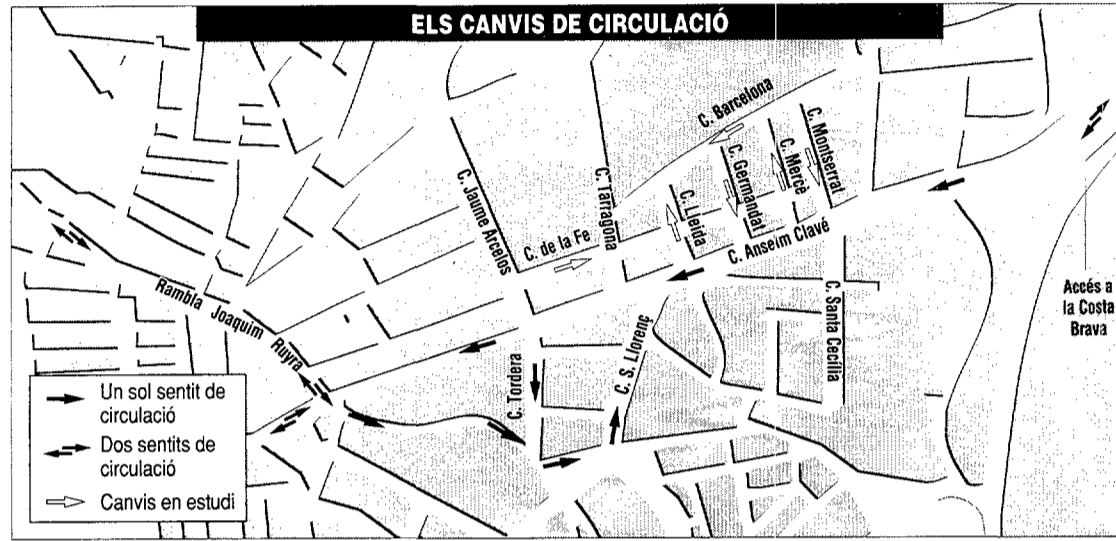 ELS CANVIS DE CIRCULACIÓ
C. Barcelona
C. Montserrat
C. Mercè
C. Germandat
C. Lleida
C. Tarragona
C. Jaume Arcelos
C. de la Fe
C. Anselm Clavé
Rambla Joaquim Ruyra
C. Tordera
C. S. Llorenç
C. Santa Cecília
Accés a
la Costa
Brava
Un sol sentit de
circulació
Dos sentits de
circulació
Canvis en estudi